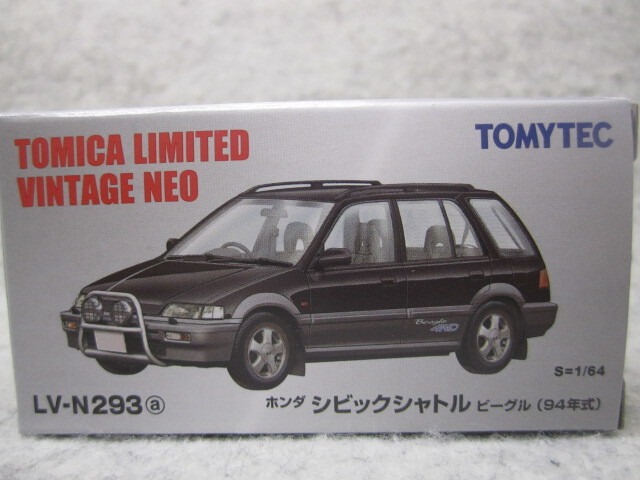 TOMICA LIMITED
VINTAGE NEO
TOMYTEC
Beagle
4WD
S=1/64
LV-N293ⓐ
ホンダ シビックシャトル ビーグル (94年式)